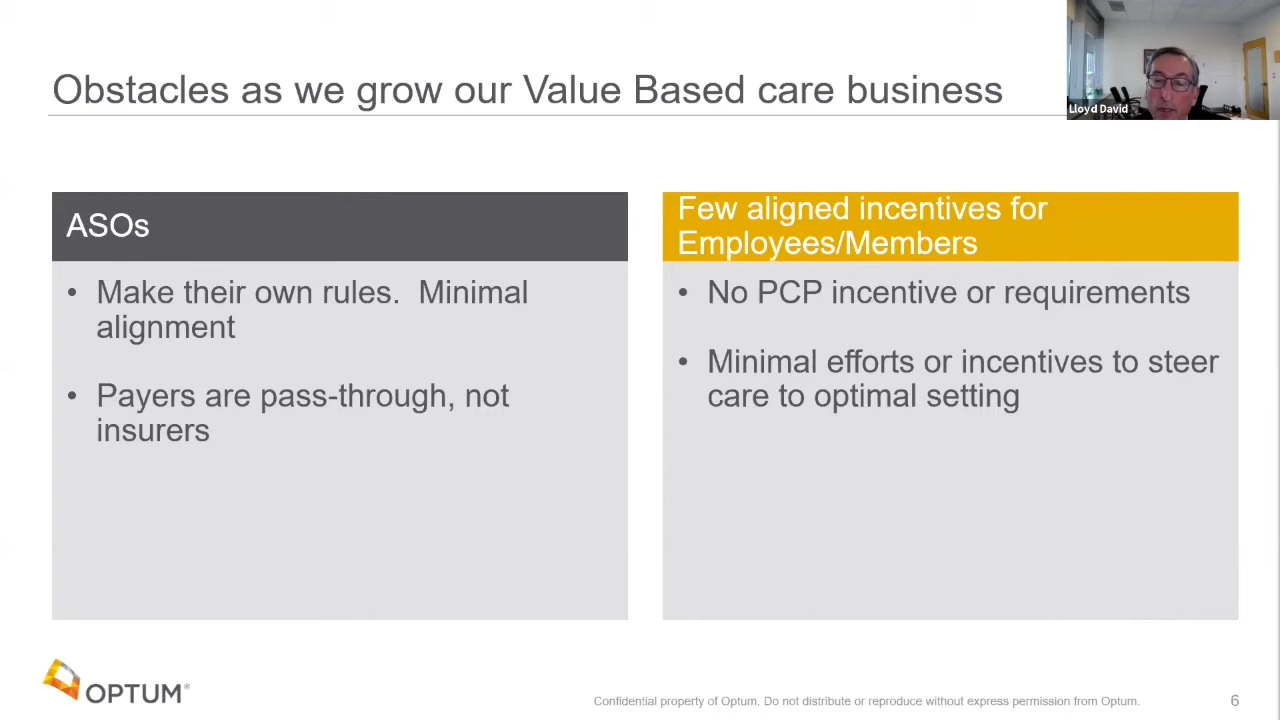 Obstacles as we grow our Value Based care business
Lloyd David
ASOs
• Make their own rules.  Minimal
alignment
• Payers are pass-through, not
insurers
Few aligned incentives for
Employees/Members
• No PCP incentive or requirements
• Minimal efforts or incentives to steer
care to optimal setting
OPTUM®
Confidential property of Optum. Do not distribute or reproduce without express permission from Optum.
6